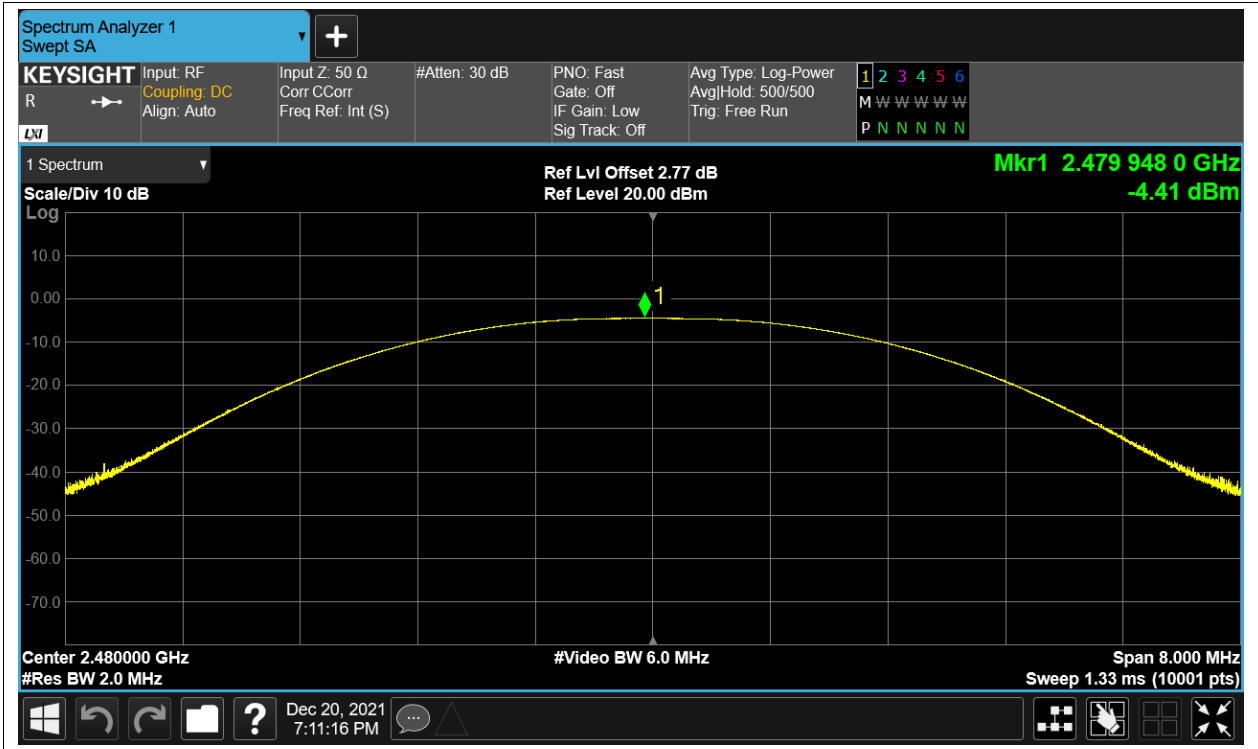 Spectrum Analyzer 1
Swept SA
KEYSIGHT
R
LXI
Input: RF
Coupling: DC
Align: Auto
Input Z: 50 Ω
Corr CCorr
Freq Ref: Int (S)
#Atten: 30 dB
PNO: Fast
Gate: Off
IF Gain: Low
Sig Track: Off
Avg Type: Log-Power
Avg|Hold: 500/500
Trig: Free Run
1 2 3 4 5 6
M W W W W W
P N N N N N
1 Spectrum
Scale/Div 10 dB
Log
Ref Lvl Offset 2.77 dB
Ref Level 20.00 dBm
Mkr1 2.479 948 0 GHz
-4.41 dBm
10.0
0.00
-10.0
-20.0
-30.0
-40.0
-50.0
-60.0
-70.0
1
Center 2.480000 GHz
#Res BW 2.0 MHz
#Video BW 6.0 MHz
Span 8.000 MHz
Sweep 1.33 ms (10001 pts)
?
Dec 20, 2021
7:11:16 PM